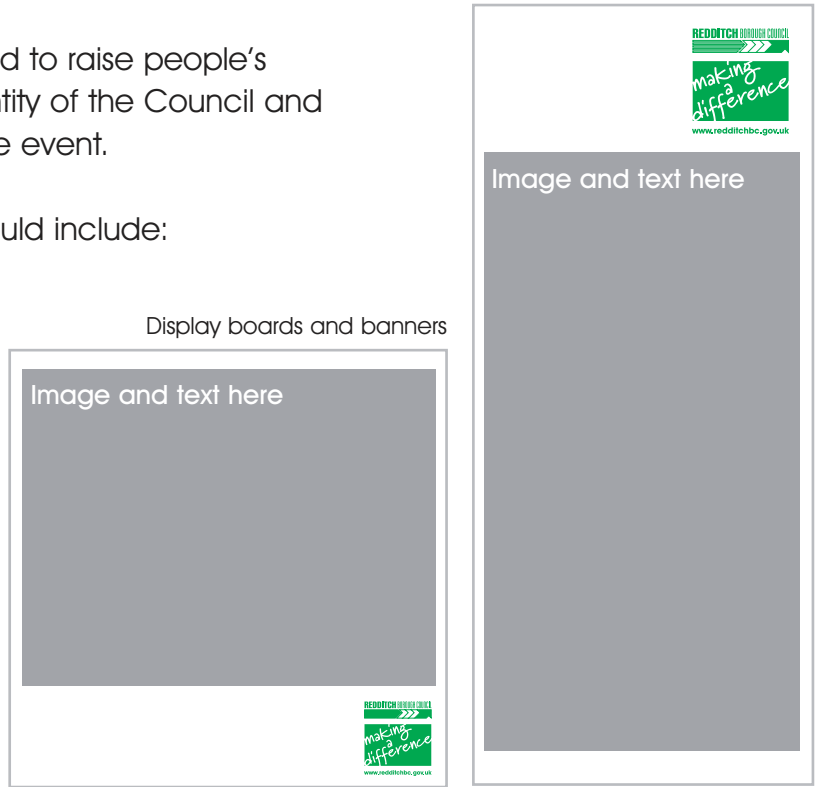 d to raise people's
ntity of the Council and
e event.
uld include:
Display boards and banners
Image and text here
REDDITCH BOROUGH COUNCIL
making
a
difference
www.redditchbc.gov.uk
REDDITCH BOROUGH COUNCIL
making
a
difference
www.redditchbc.gov.uk
Image and text here